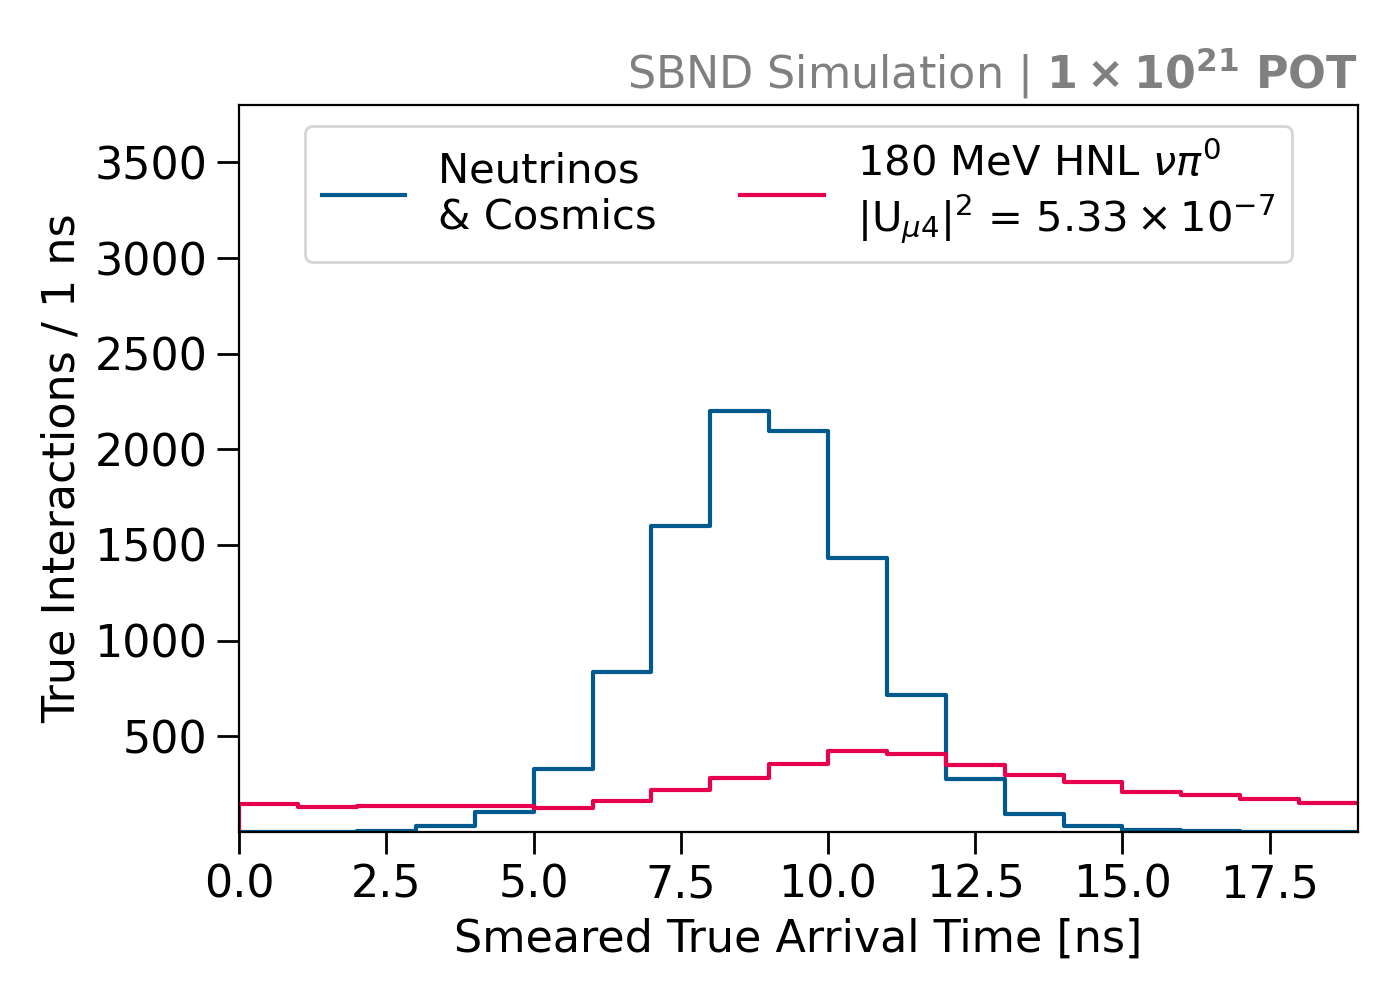 SBND Simulation | 1 × 10²¹ POT
Neutrinos
& Cosmics
180 MeV HNL νπ⁰
|U_μ4|² = 5.33 × 10⁻⁷
True Interactions / 1 ns
3500
3000
2500
2000
1500
1000
500
0.0 2.5 5.0 7.5 10.0 12.5 15.0 17.5
Smeared True Arrival Time [ns]